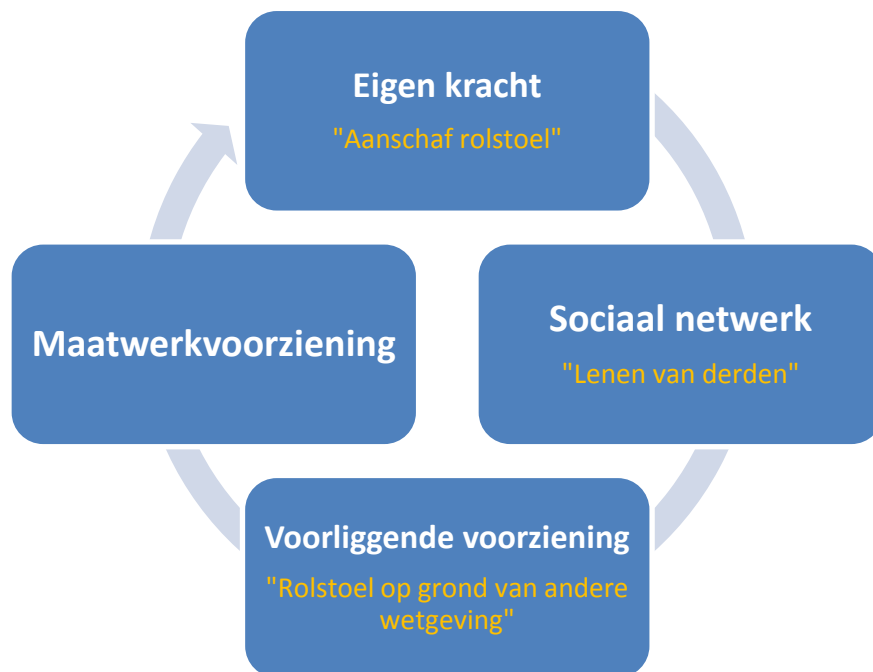 Eigen kracht
"Aanschaf rolstoel"
Sociaal netwerk
"Lenen van derden"
Voorliggende voorziening
"Rolstoel op grond van andere
wetgeving"
Maatwerkvoorziening